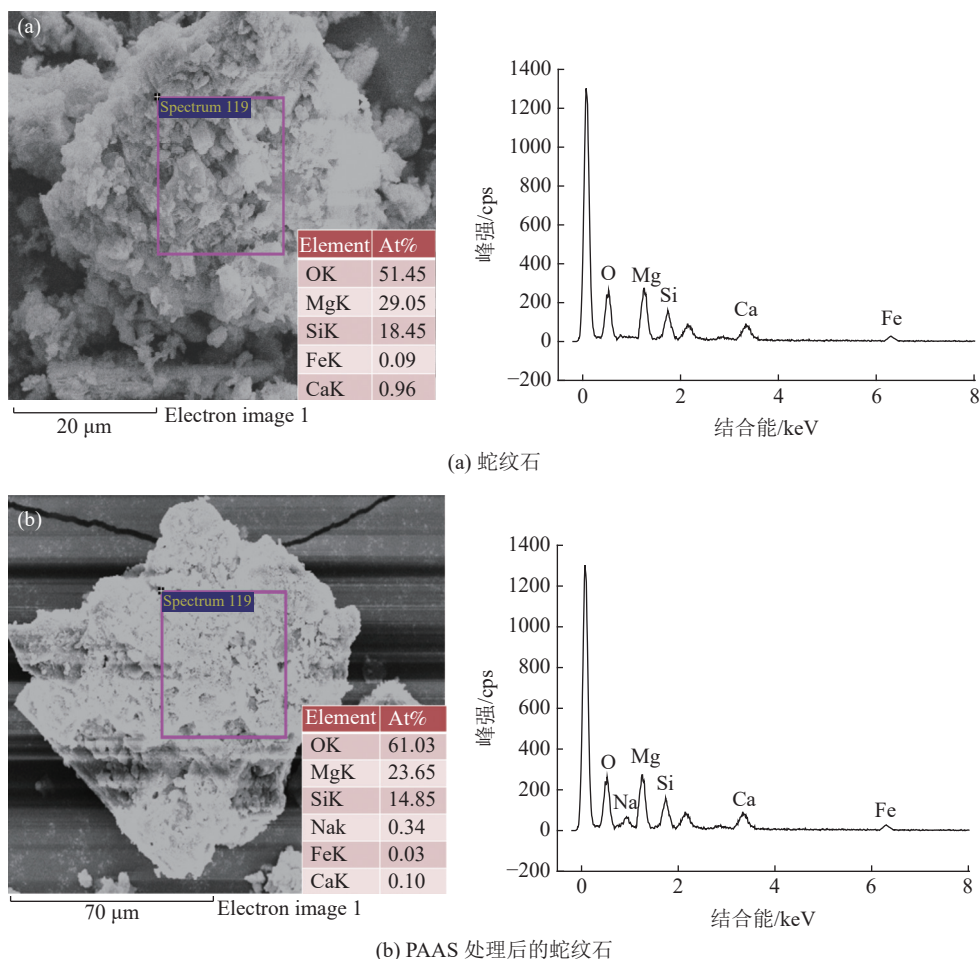 (a)
Spectrum 119
Element At%
OK 51.45
MgK 29.05
SiK 18.45
FeK 0.09
CaK 0.96
20 μm
Electron image 1
1400
1200
1000
800
600
400
200
0
−200
峰强/cps
O
Mg
Si
Ca
Fe
0 2 4 6 8
结合能/keV
(a) 蛇纹石
(b)
Spectrum 119
Element At%
OK 61.03
MgK 23.65
SiK 14.85
Nak 0.34
FeK 0.03
CaK 0.10
70 μm
Electron image 1
1400
1200
1000
800
600
400
200
0
−200
峰强/cps
O
Na
Mg
Si
Ca
Fe
0 2 4 6 8
结合能/keV
(b) PAAS 处理后的蛇纹石